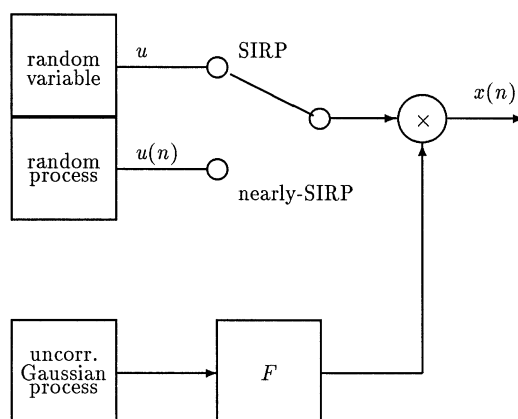 random
variable
u
SIRP
x(n)
×
random
process
u(n)
nearly-SIRP
uncorr.
Gaussian
process
F